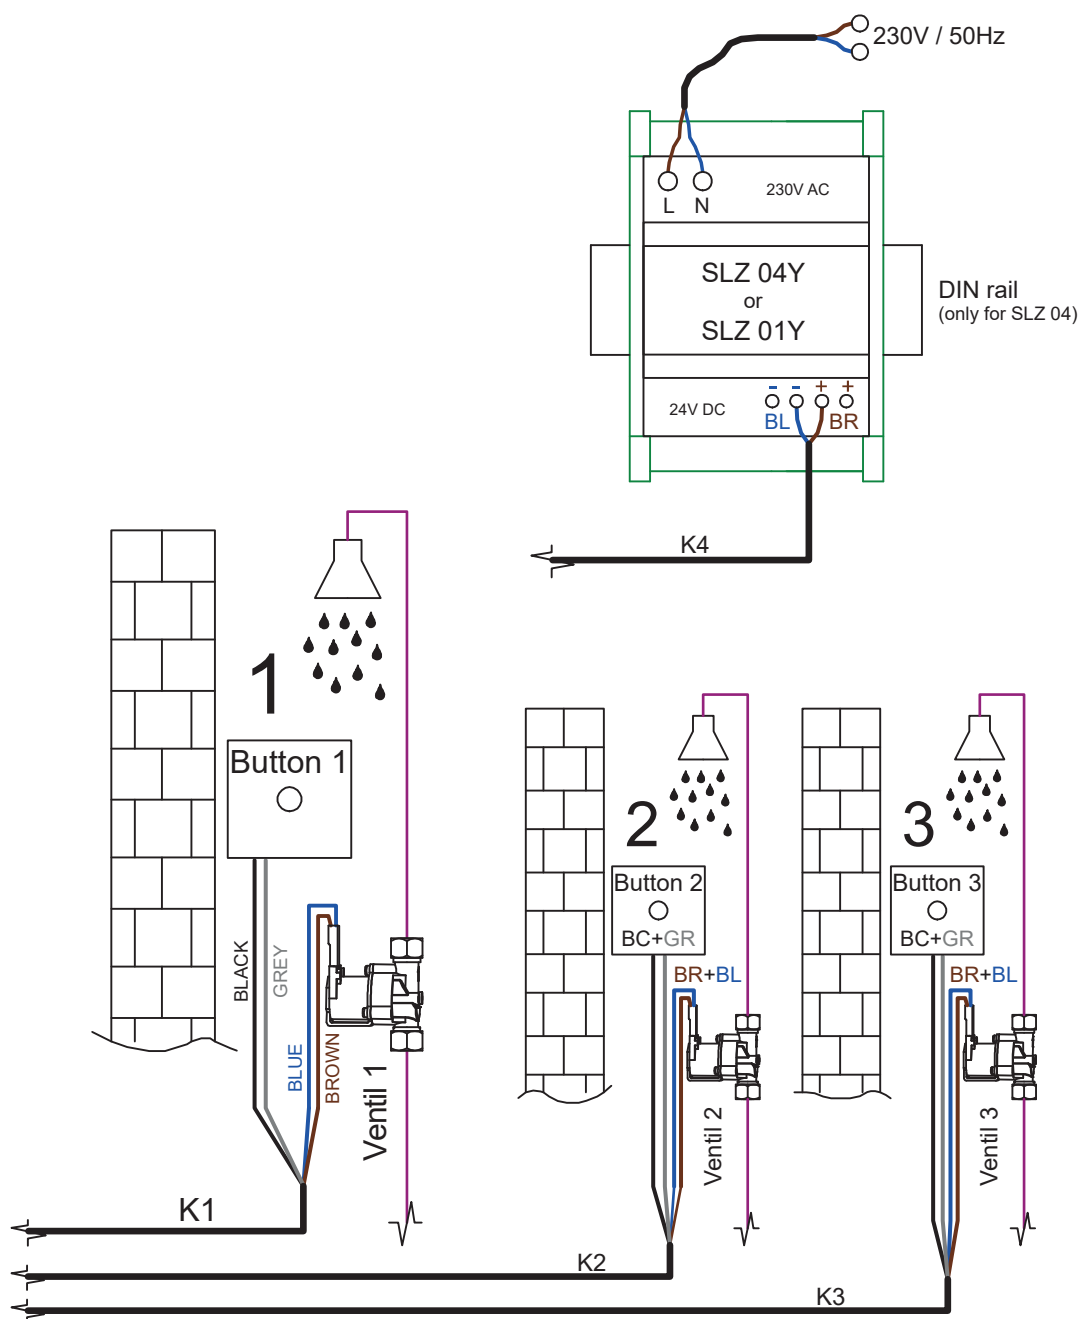 230V / 50Hz
L N
230V AC
SLZ 04Y
or
SLZ 01Y
DIN rail
(only for SLZ 04)
- - + +
24V DC
BL BR
K4
1
Button 1
BLACK
GREY
BLUE
BROWN
Ventil 1
K1
2
Button 2
BC+GR
BR+BL
Ventil 2
K2
3
Button 3
BC+GR
BR+BL
Ventil 3
K3